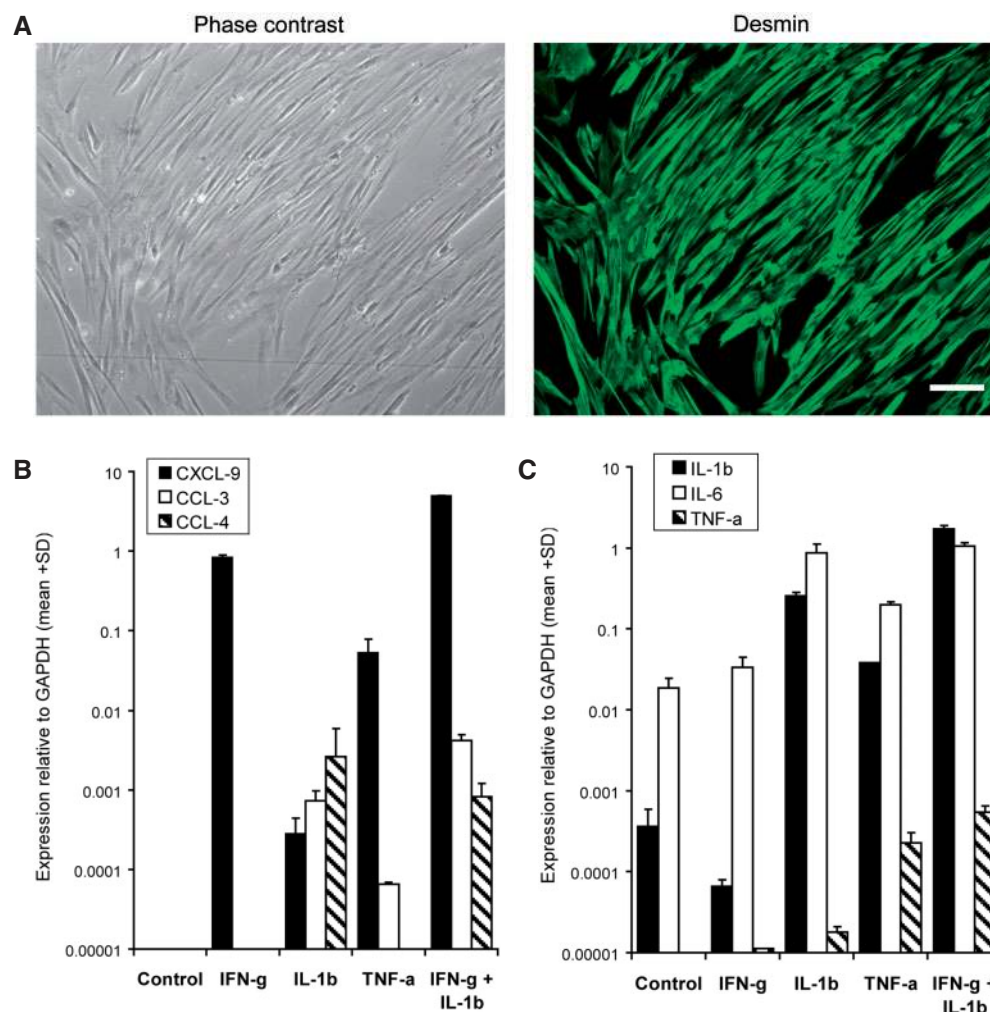 A
Phase contrast
Desmin
B
CXCL-9
CCL-3
CCL-4
Expression relative to GAPDH (mean +SD)
10
1
0.1
0.01
0.001
0.0001
0.00001
Control
IFN-g
IL-1b
TNF-a
IFN-g +
IL-1b
C
IL-1b
IL-6
TNF-a
Expression relative to GAPDH (mean +SD)
10
1
0.1
0.01
0.001
0.0001
0.00001
Control
IFN-g
IL-1b
TNF-a
IFN-g +
IL-1b